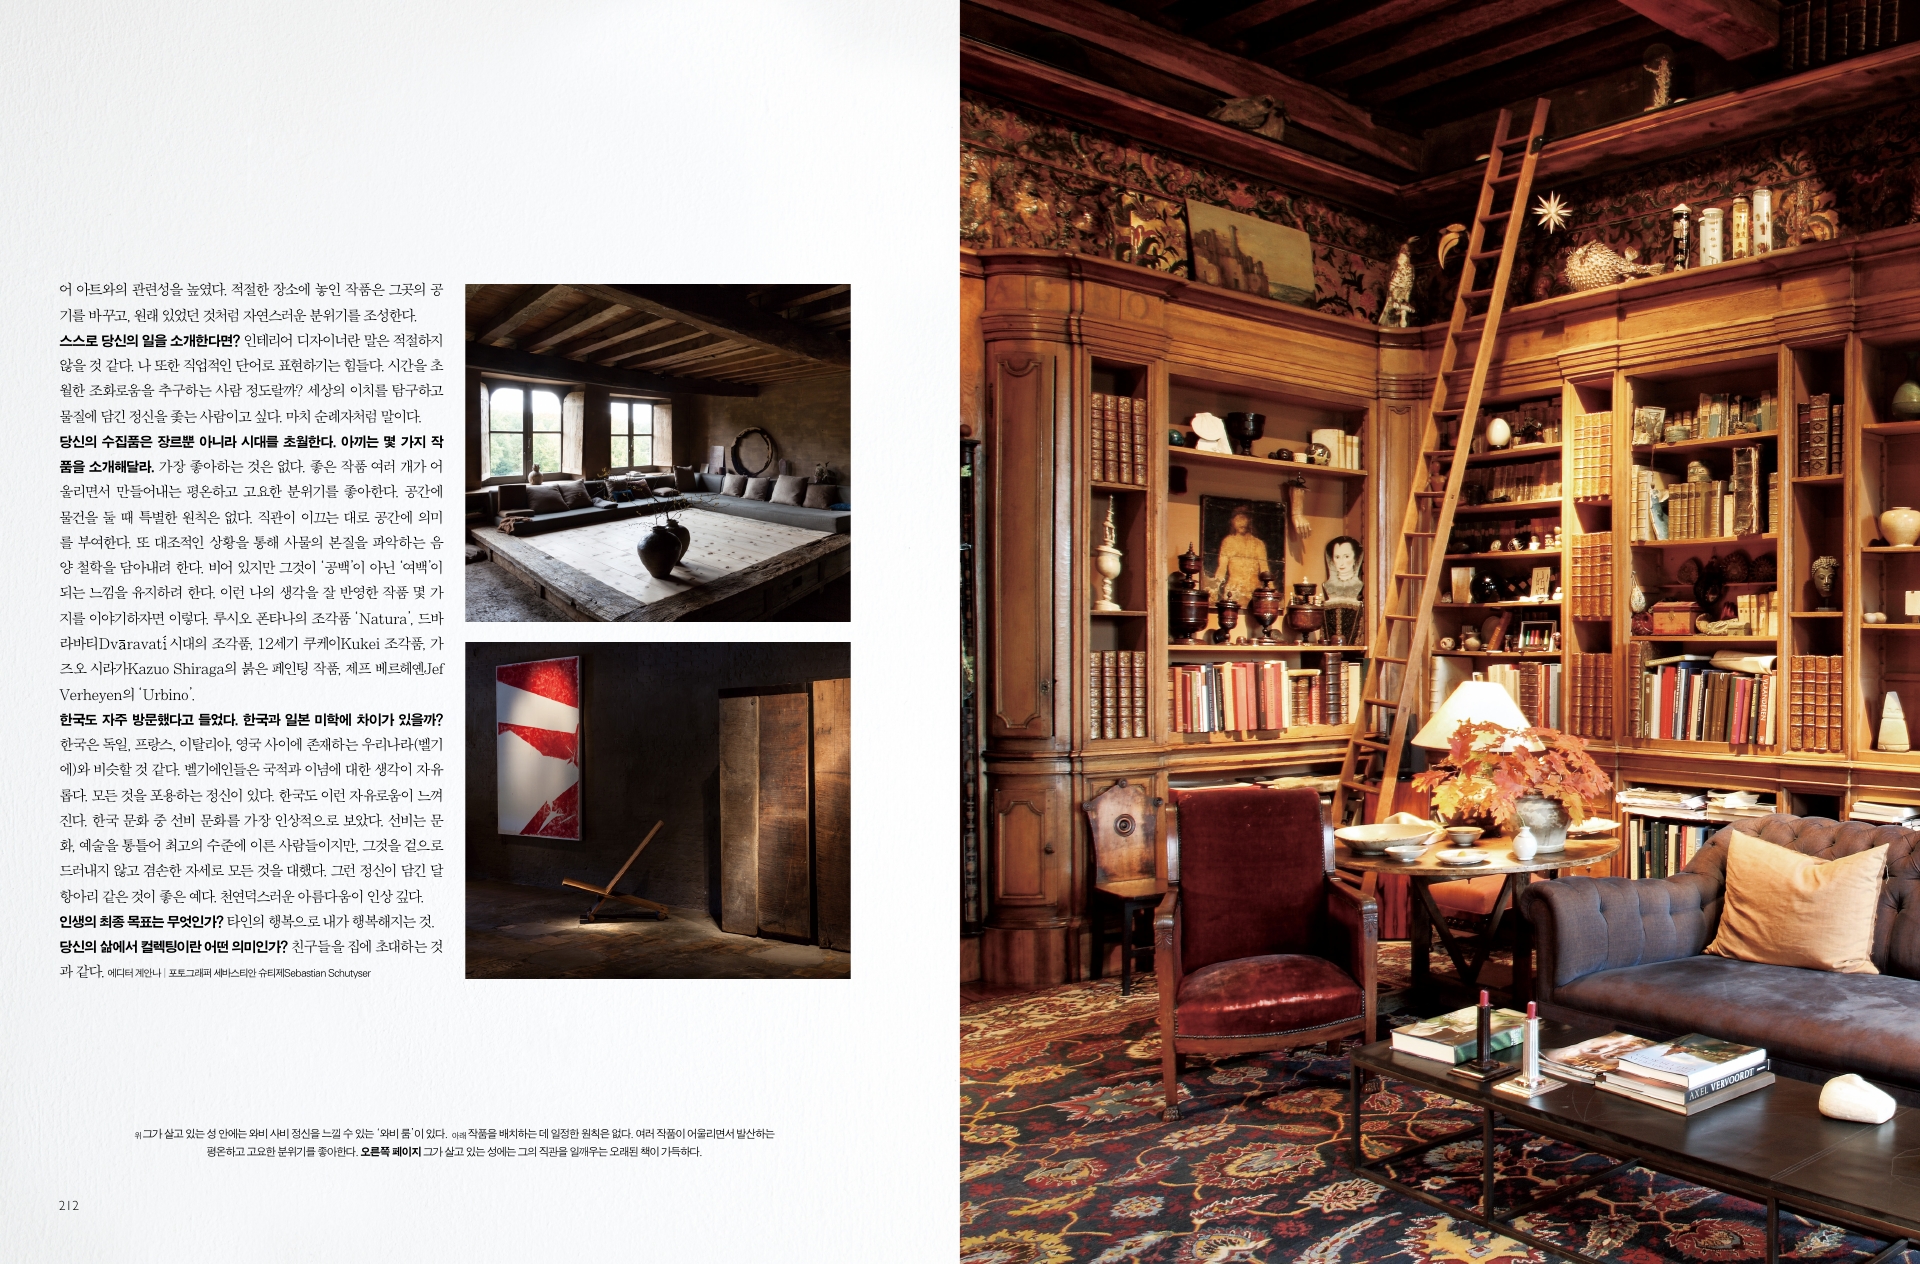 어 아트와의 관련성을 높였다. 적절한 장소에 놓인 작품은 그곳의 공
기를 바꾸고, 원래 있었던 것처럼 자연스러운 분위기를 조성한다.
스스로 당신의 일을 소개한다면? 인테리어 디자이너란 말은 적절하지
않을 것 같다. 나 또한 직업적인 단어로 표현하기는 힘들다. 시간을 초
월한 조화로움을 추구하는 사람 정도랄까? 세상의 이치를 탐구하고
물질에 담긴 정신을 좇는 사람이고 싶다. 마치 순례자처럼 말이다.
당신의 수집품은 장르뿐 아니라 시대를 초월한다. 아끼는 몇 가지 작
품을 소개해달라. 가장 좋아하는 것은 없다. 좋은 작품 여러 개가 어
울리면서 만들어내는 평온하고 고요한 분위기를 좋아한다. 공간에
물건을 둘 때 특별한 원칙은 없다. 직관이 이끄는 대로 공간에 의미
를 부여한다. 또 대조적인 상황을 통해 사물의 본질을 파악하는 음
양 철학을 담아내려 한다. 비어 있지만 그것이 ‘공백’이 아닌 ‘여백’이
되는 느낌을 유지하려 한다. 이런 나의 생각을 잘 반영한 작품 몇 가
지를 이야기하자면 이렇다. 루시오 폰타나의 조각품 ‘Natura’, 드바
라바티Dvāravatí 시대의 조각품, 12세기 쿠케이Kukei 조각품, 가
즈오 시라가Kazuo Shiraga의 붉은 페인팅 작품, 제프 베르헤옌Jef
Verheyen의 ‘Urbino’.
한국도 자주 방문했다고 들었다. 한국과 일본 미학에 차이가 있을까?
한국은 독일, 프랑스, 이탈리아, 영국 사이에 존재하는 우리나라(벨기
에)와 비슷할 것 같다. 벨기에인들은 국적과 이념에 대한 생각이 자유
롭다. 모든 것을 포용하는 정신이 있다. 한국도 이런 자유로움이 느껴
진다. 한국 문화 중 선비 문화를 가장 인상적으로 보았다. 선비는 문
화, 예술을 통틀어 최고의 수준에 이른 사람들이지만, 그것을 겉으로
드러내지 않고 겸손한 자세로 모든 것을 대했다. 그런 정신이 담긴 달
항아리 같은 것이 좋은 예다. 천연덕스러운 아름다움이 인상 깊다.
인생의 최종 목표는 무엇인가? 타인의 행복으로 내가 행복해지는 것.
당신의 삶에서 컬렉팅이란 어떤 의미인가? 친구들을 집에 초대하는 것
과 같다. 에디터 계안나 | 포토그래퍼 세바스티안 슈티제Sebastian Schutyser
위 그가 살고 있는 성 안에는 와비 사비 정신을 느낄 수 있는 ‘와비 룸’이 있다. 아래 작품을 배치하는 데 일정한 원칙은 없다. 여러 작품이 어울리면서 발산하는
평온하고 고요한 분위기를 좋아한다. 오른쪽 페이지 그가 살고 있는 성에는 그의 직관을 일깨우는 오래된 책이 가득하다.
212
AXEL VERVOORDT